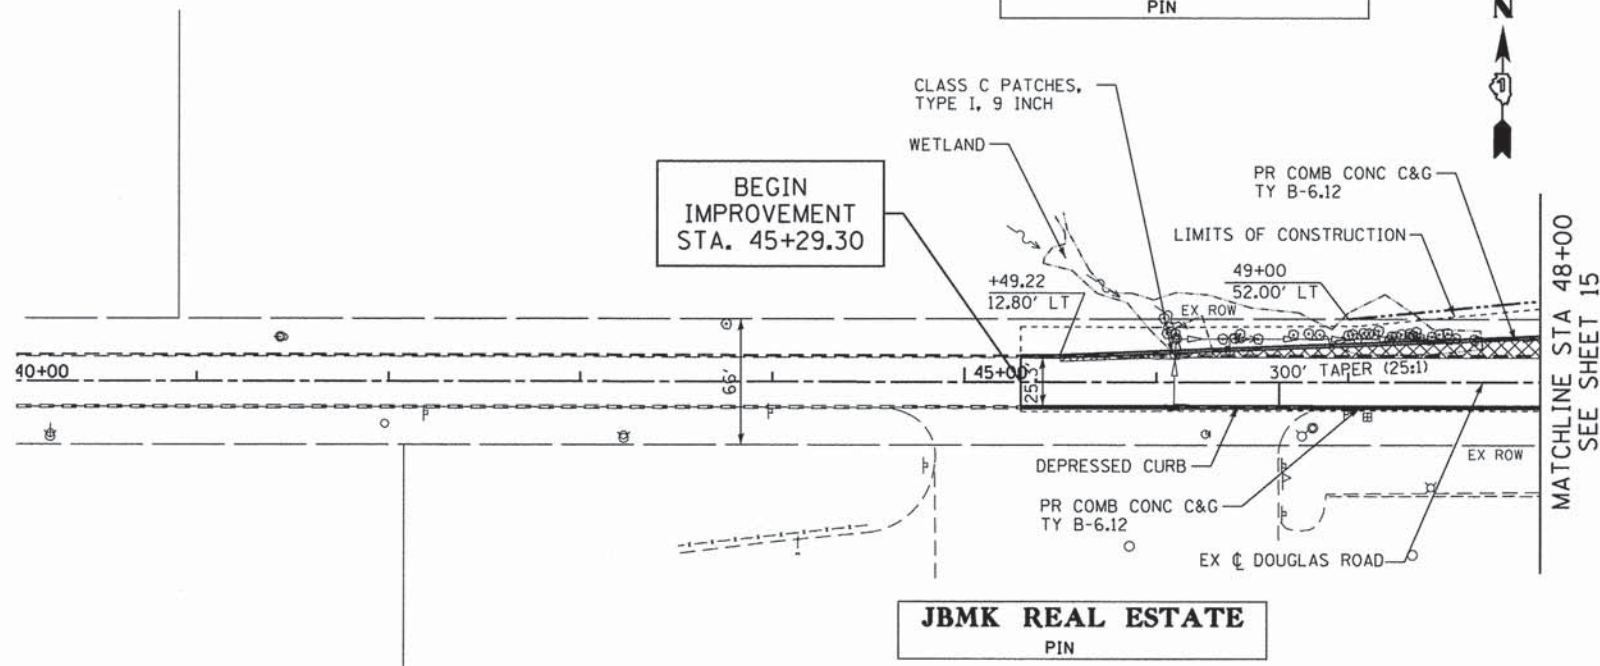 PIN
N
CLASS C PATCHES,
TYPE I, 9 INCH
WETLAND
BEGIN
IMPROVEMENT
STA. 45+29.30
PR COMB CONC C&G
TY B-6.12
LIMITS OF CONSTRUCTION
+49.22
12.80' LT
49+00
52.00' LT
EX ROW
40+00
66'
45+00
25.3'
300' TAPER (25:1)
MATCHLINE STA 48+00
SEE SHEET 15
DEPRESSED CURB
EX ROW
PR COMB CONC C&G
TY B-6.12
EX ℄ DOUGLAS ROAD
JBMK REAL ESTATE
PIN